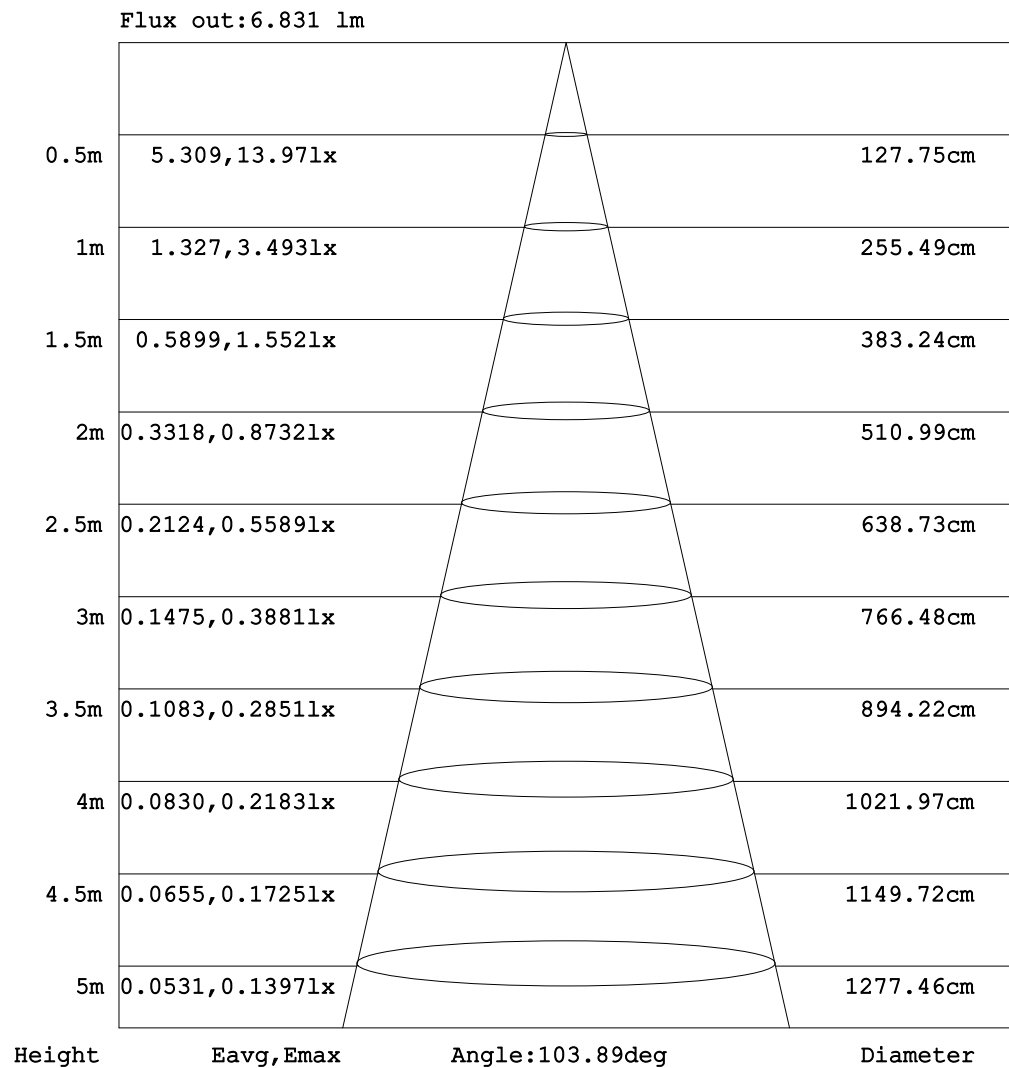 Flux out:6.831 lm
0.5m 5.309,13.97lx 127.75cm
1m 1.327,3.493lx 255.49cm
1.5m 0.5899,1.552lx 383.24cm
2m 0.3318,0.8732lx 510.99cm
2.5m 0.2124,0.5589lx 638.73cm
3m 0.1475,0.3881lx 766.48cm
3.5m 0.1083,0.2851lx 894.22cm
4m 0.0830,0.2183lx 1021.97cm
4.5m 0.0655,0.1725lx 1149.72cm
5m 0.0531,0.1397lx 1277.46cm
Height Eavg,Emax Angle:103.89deg Diameter